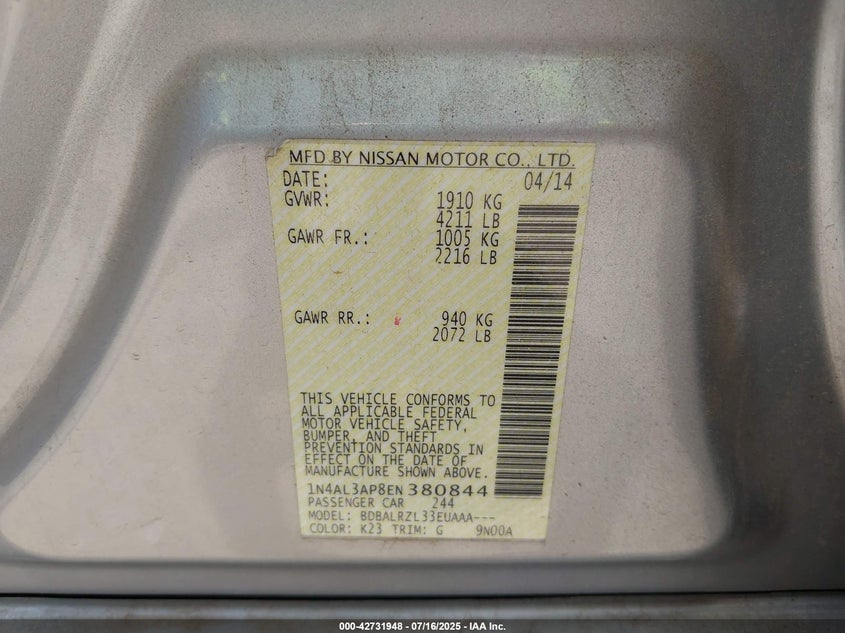 MFD BY NISSAN MOTOR CO., LTD.
DATE: 04/14
GVWR: 1910 KG
4211 LB
GAWR FR.: 1005 KG
2216 LB
GAWR RR.: 940 KG
2072 LB
THIS VEHICLE CONFORMS TO
ALL APPLICABLE FEDERAL
MOTOR VEHICLE SAFETY,
BUMPER, AND THEFT
PREVENTION STANDARDS IN
EFFECT ON THE DATE OF
MANUFACTURE SHOWN ABOVE.
1N4AL3AP8EN380844
PASSENGER CAR 244
MODEL: BDBALRZL33EUAAA---
COLOR: K23 TRIM: G 9N00A
000-42731948 - 07/16/2025 - IAA Inc.